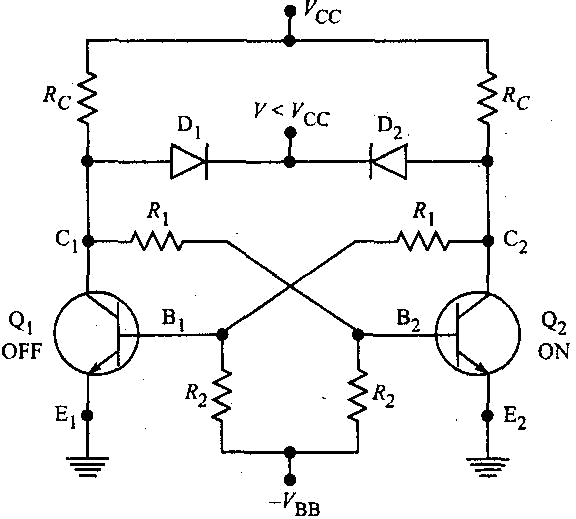 V_CC
R_C
R_C
V < V_CC
D_1
D_2
R_1
R_1
C_1
C_2
Q_1
OFF
B_1
B_2
Q_2
ON
R_2
R_2
E_1
E_2
-V_BB